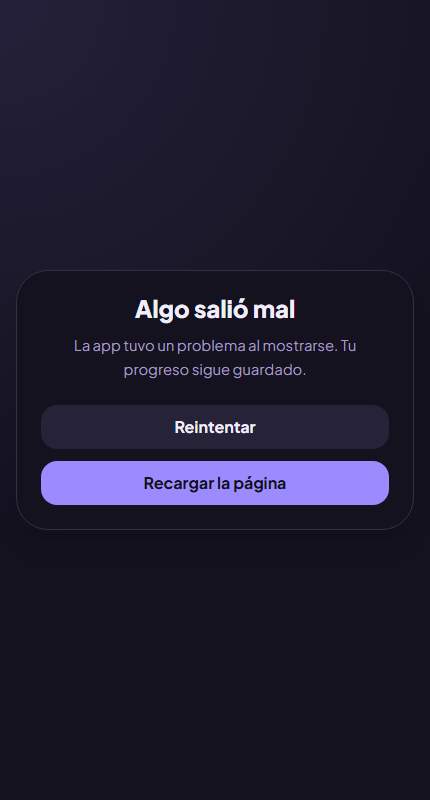 Algo salió mal
La app tuvo un problema al mostrarse. Tu
progreso sigue guardado.
Reintentar
Recargar la página